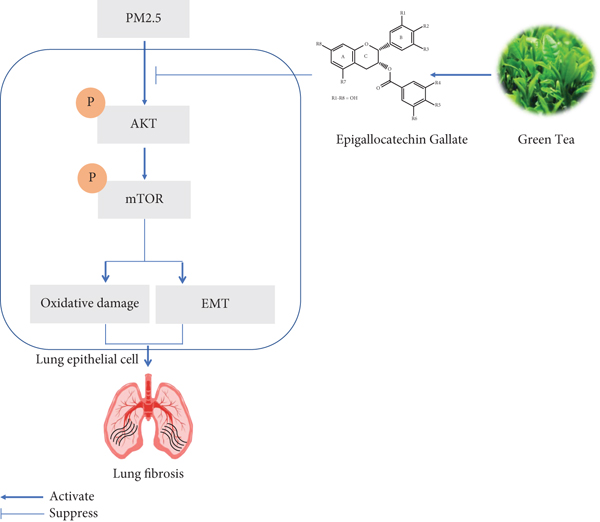 PM2.5
P
AKT
P
mTOR
Oxidative damage
EMT
Lung epithelial cell
Lung fibrosis
R1
R2
R3
B
R8
O
A
C
R7
O
O
R4
R5
R6
R1-R8 = OH
Epigallocatechin Gallate
Green Tea
Activate
Suppress